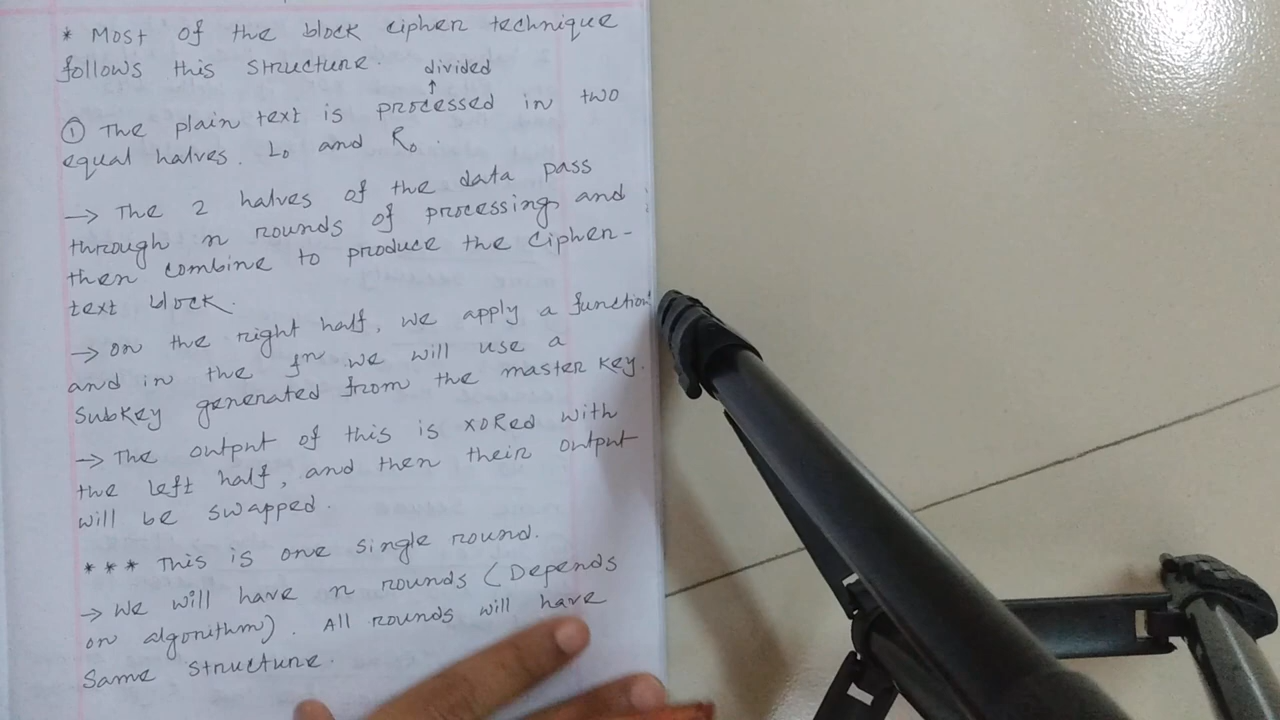 * Most of the block cipher technique
follows this structure.
divided
↑
① The plain text is processed in two
equal halves. L₀ and R₀.
→ The 2 halves of the data pass
through n rounds of processing and
then combine to produce the cipher-
text block.
→ On the right half, we apply a function
and in the fn we will use a
subkey generated from the master key.
→ The output of this is XORed with
the left half, and then their output
will be swapped.
*** This is one single round.
→ We will have n rounds (Depends
on algorithm). All rounds will have
same structure.